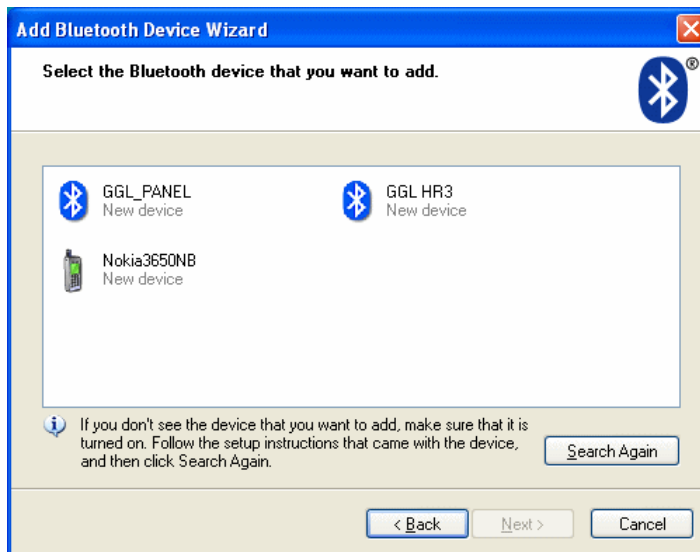 Add Bluetooth Device Wizard
Select the Bluetooth device that you want to add.
®
GGL_PANEL
New device
GGL HR3
New device
Nokia3650NB
New device
If you don't see the device that you want to add, make sure that it is
turned on. Follow the setup instructions that came with the device,
and then click Search Again.
Search Again
< Back
Next >
Cancel